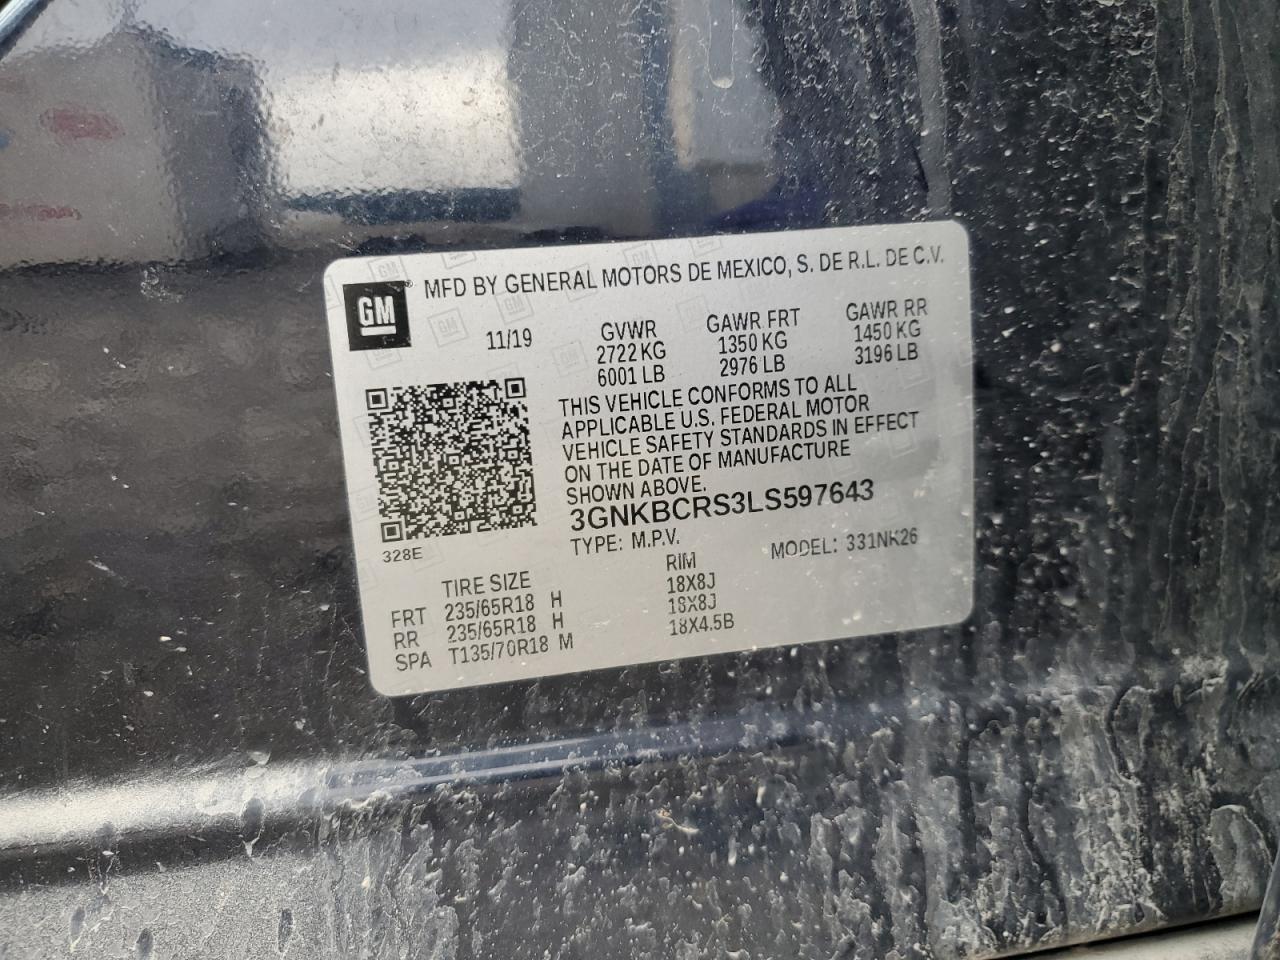 MFD BY GENERAL MOTORS DE MEXICO, S. DE R.L. DE C.V.
GM
11/19
GVWR GAWR FRT GAWR RR
2722 KG 1350 KG 1450 KG
6001 LB 2976 LB 3196 LB
THIS VEHICLE CONFORMS TO ALL
APPLICABLE U.S. FEDERAL MOTOR
VEHICLE SAFETY STANDARDS IN EFFECT
ON THE DATE OF MANUFACTURE
SHOWN ABOVE.
3GNKBCRS3LS597643
328E
TYPE: M.P.V. MODEL: 331NK26
TIRE SIZE RIM
FRT 235/65R18 H 18X8J
RR 235/65R18 H 18X8J
SPA T135/70R18 M 18X4.5B